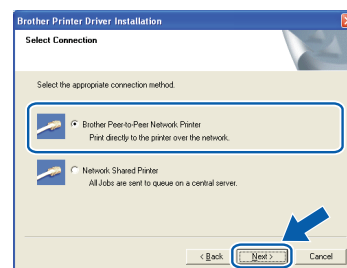 Brother Printer Driver Installation
Select Connection
Select the appropriate connection method.
Brother Peer-to-Peer Network Printer
Print directly to the printer over the network.
Network Shared Printer
All Jobs are sent to queue on a central server.
< Back
Next >
Cancel